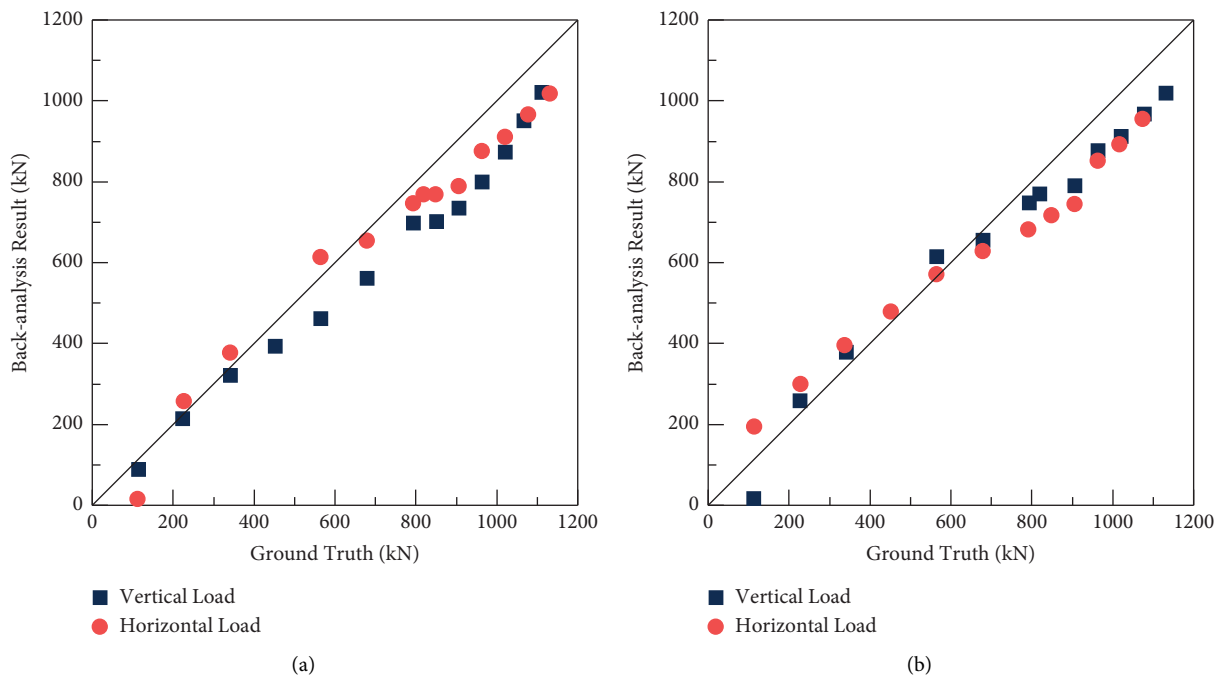 1200
1000
800
600
400
200
0
Back-analysis Result (kN)
0 200 400 600 800 1000 1200
Ground Truth (kN)
Vertical Load
Horizontal Load
(a)
1200
1000
800
600
400
200
0
Back-analysis Result (kN)
0 200 400 600 800 1000 1200
Ground Truth (kN)
Vertical Load
Horizontal Load
(b)